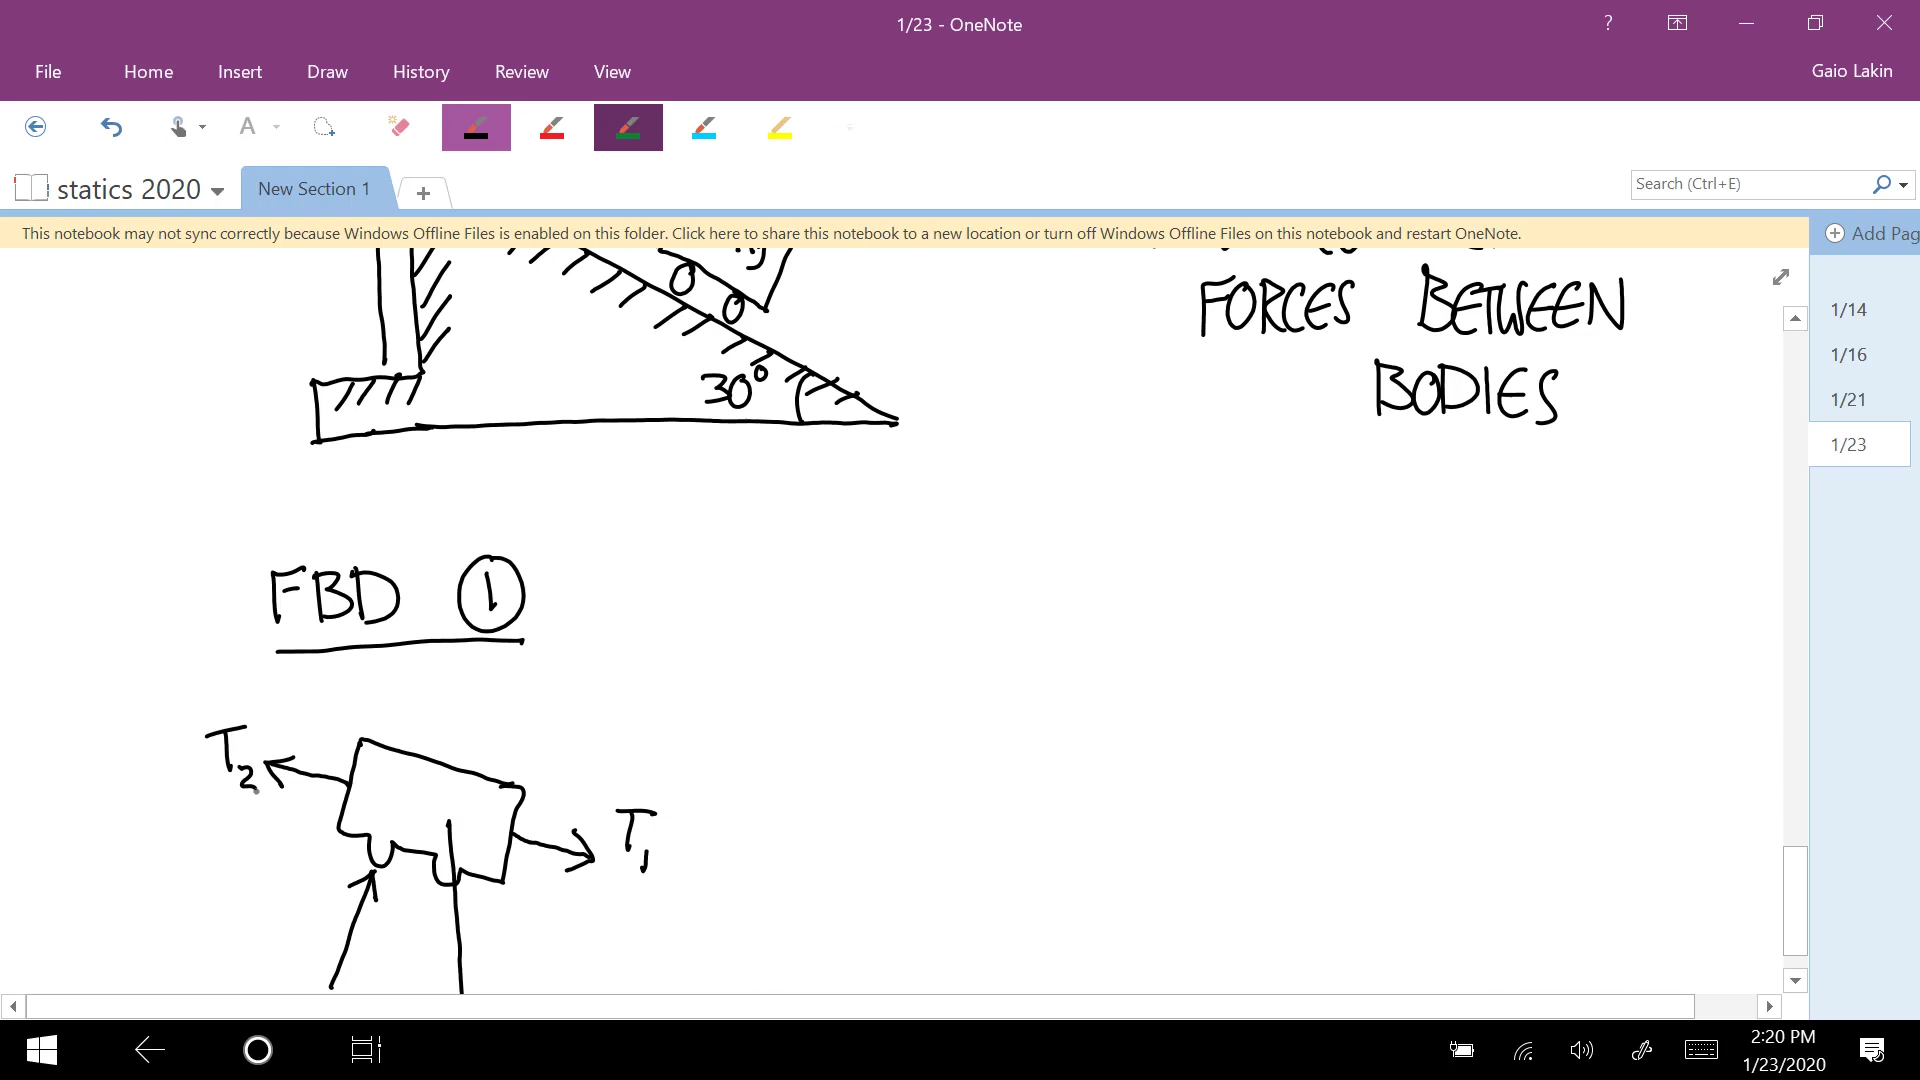 1/23 - OneNote
?
File Home Insert Draw History Review View
Gaio Lakin
A
statics 2020
New Section 1
+
Search (Ctrl+E)
This notebook may not sync correctly because Windows Offline Files is enabled on this folder. Click here to share this notebook to a new location or turn off Windows Offline Files on this notebook and restart OneNote.
Add Pag
1/14
1/16
1/21
1/23
FORCES BETWEEN
BODIES
30°
FBD ①
T₂
T₁
2:20 PM
1/23/2020